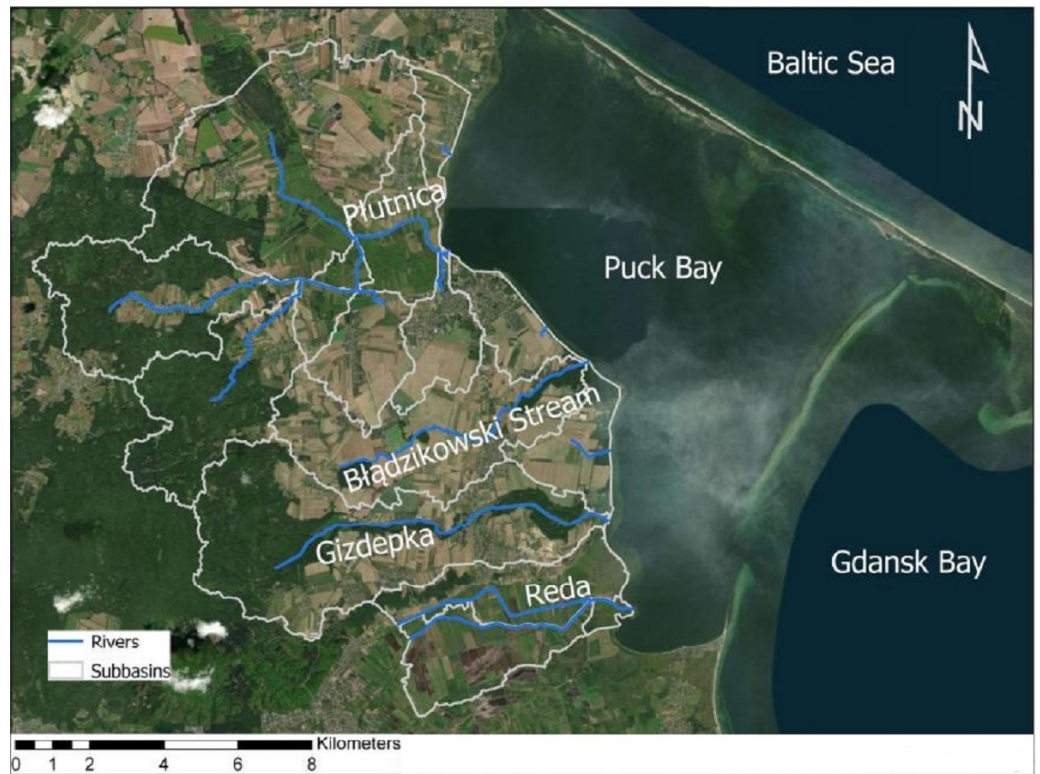 Baltic Sea
N
Płutnica
Puck Bay
Błądzikowski Stream
Gizdepka
Gdansk Bay
Reda
Rivers
Subbasins
Kilometers
0 1 2 4 6 8